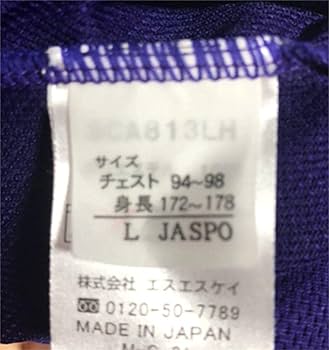 SCA813LH
サイズ
チェスト 94~98
身長 172~178
L JASPO
株式会社 エスエスケイ
0120-50-7789
MADE IN JAPAN